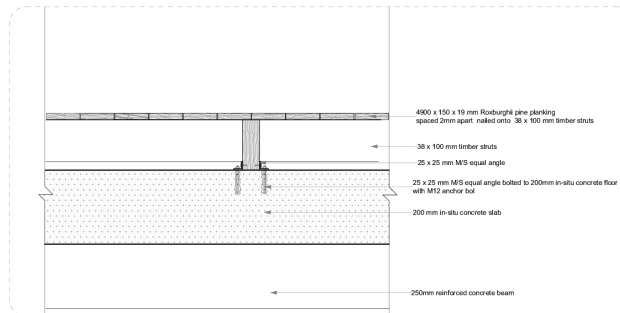 4900 x 150 x 19 mm Roxburghii pine planking
spaced 2mm apart nailed onto 38 x 100 mm timber struts
38 x 100 mm timber struts
25 x 25 mm M/S equal angle
25 x 25 mm M/S equal angle bolted to 200mm in-situ concrete floor
with M12 anchor bol
200 mm in-situ concrete slab
250mm reinforced concrete beam